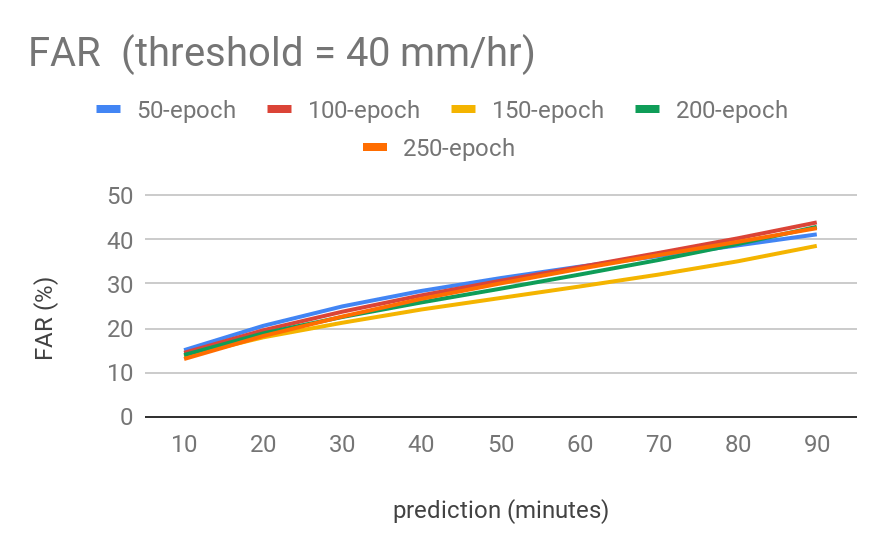 FAR (threshold = 40 mm/hr)
50-epoch 100-epoch 150-epoch 200-epoch
250-epoch
FAR (%)
50
40
30
20
10
0
10 20 30 40 50 60 70 80 90
prediction (minutes)